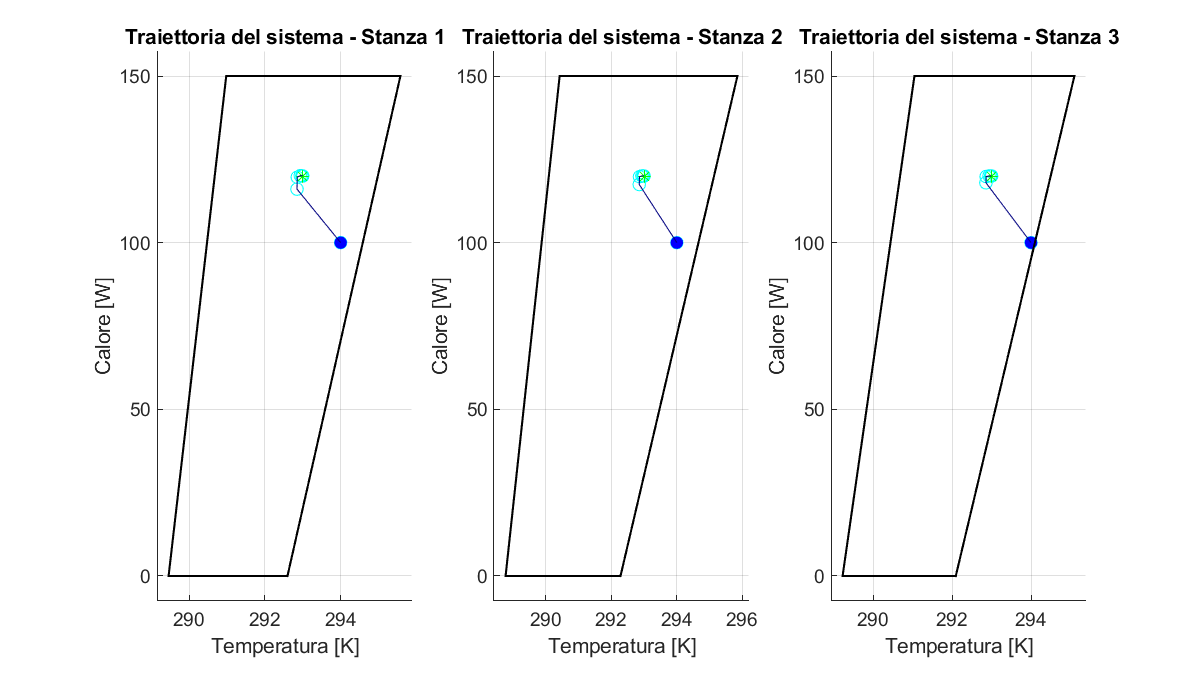 Traiettoria del sistema - Stanza 1
150
100
50
0
Calore [W]
290 292 294
Temperatura [K]
Traiettoria del sistema - Stanza 2
150
100
50
0
Calore [W]
290 292 294 296
Temperatura [K]
Traiettoria del sistema - Stanza 3
150
100
50
0
Calore [W]
290 292 294
Temperatura [K]